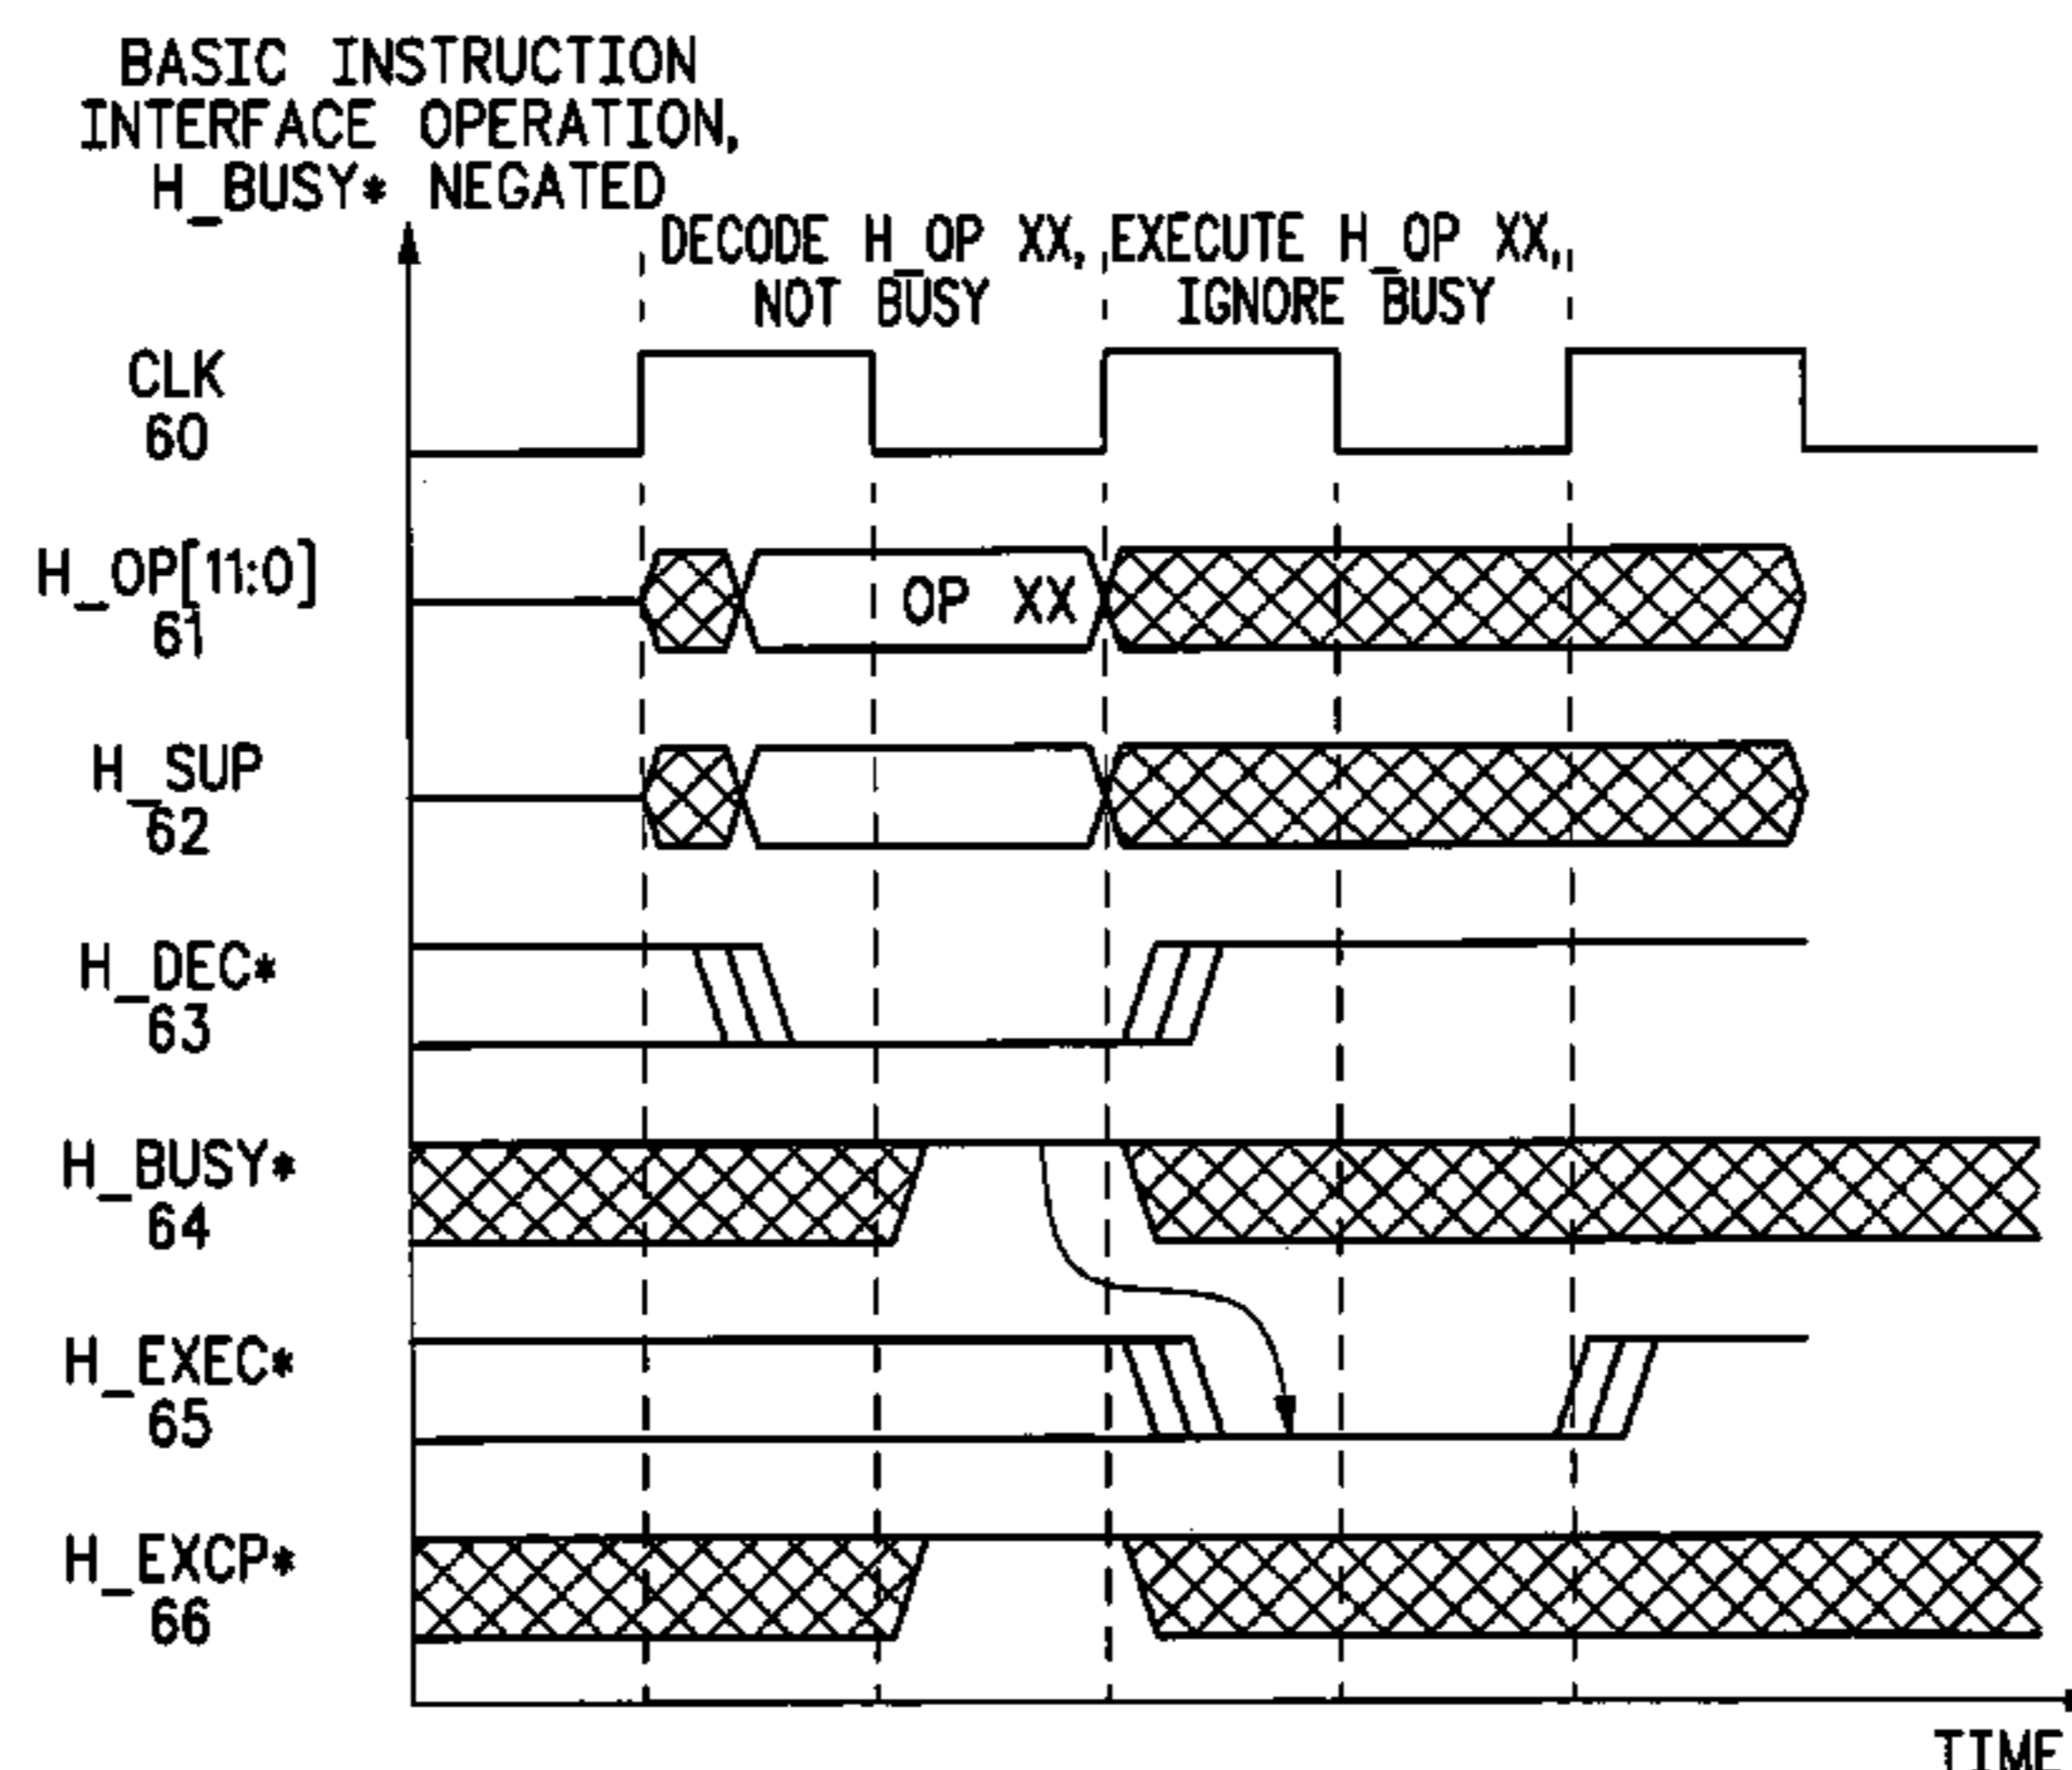 BASIC INSTRUCTION
INTERFACE OPERATION,
H_BUSY* NEGATED
DECODE H_OP XX, EXECUTE H_OP XX,
NOT BUSY IGNORE BUSY
CLK
60
H_OP[11:0]
61
OP XX
H_SUP
62
H_DEC*
63
H_BUSY*
64
H_EXEC*
65
H_EXCP*
66
TIME